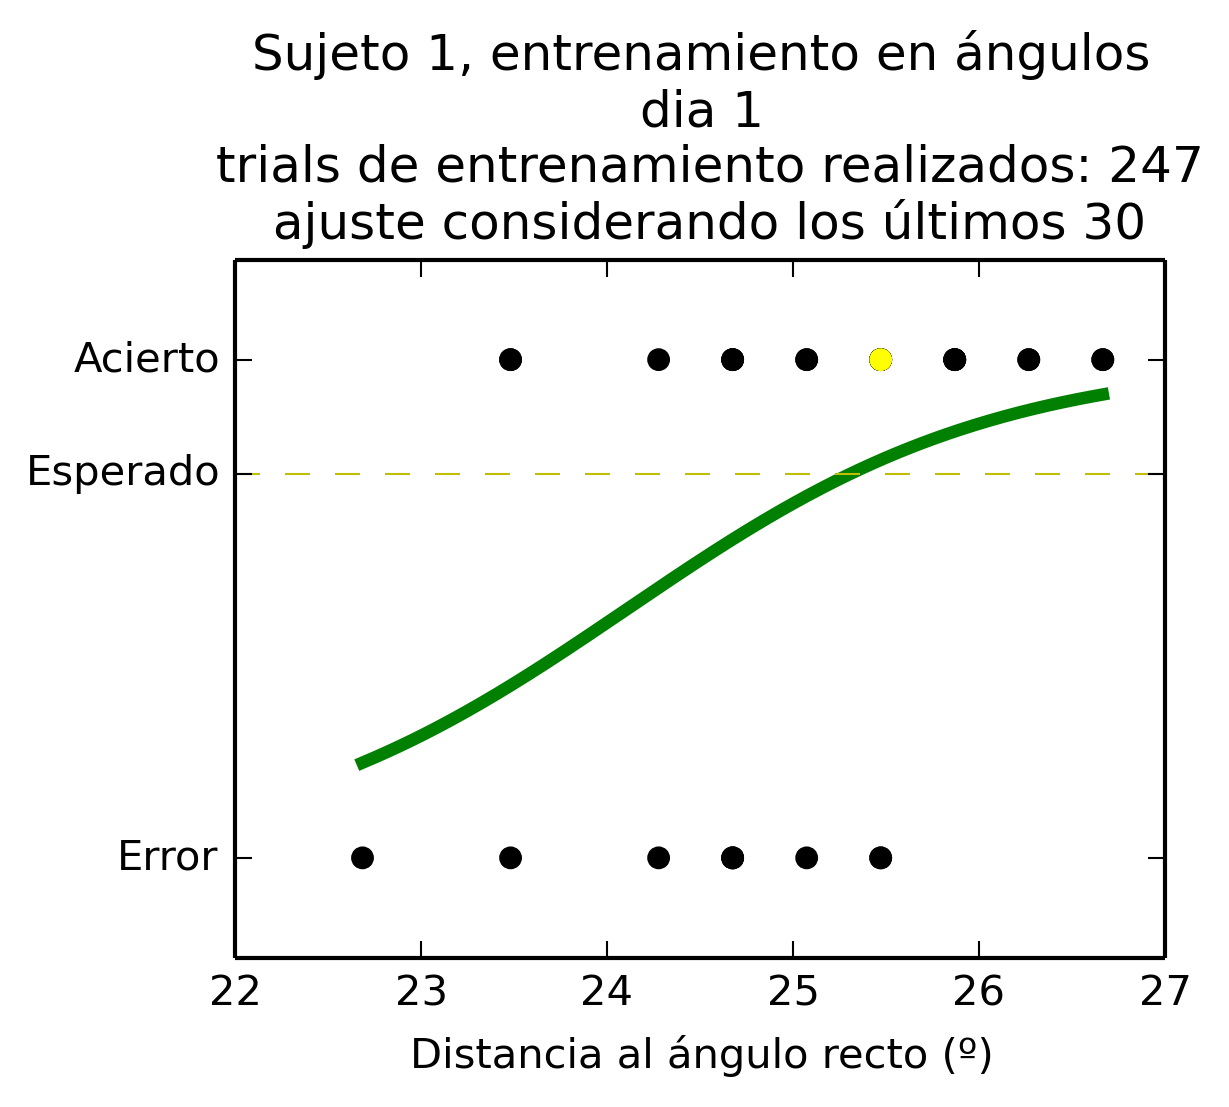 Sujeto 1, entrenamiento en ángulos
dia 1
trials de entrenamiento realizados: 247
ajuste considerando los últimos 30
Acierto
Esperado
Error
22 23 24 25 26 27
Distancia al ángulo recto (º)